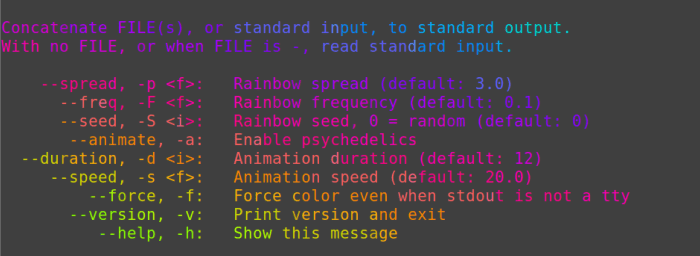 Concatenate FILE(s), or standard input, to standard output.
With no FILE, or when FILE is -, read standard input.
--spread, -p <f>: Rainbow spread (default: 3.0)
--freq, -F <f>: Rainbow frequency (default: 0.1)
--seed, -S <i>: Rainbow seed, 0 = random (default: 0)
--animate, -a: Enable psychedelics
--duration, -d <i>: Animation duration (default: 12)
--speed, -s <f>: Animation speed (default: 20.0)
--force, -f: Force color even when stdout is not a tty
--version, -v: Print version and exit
--help, -h: Show this message